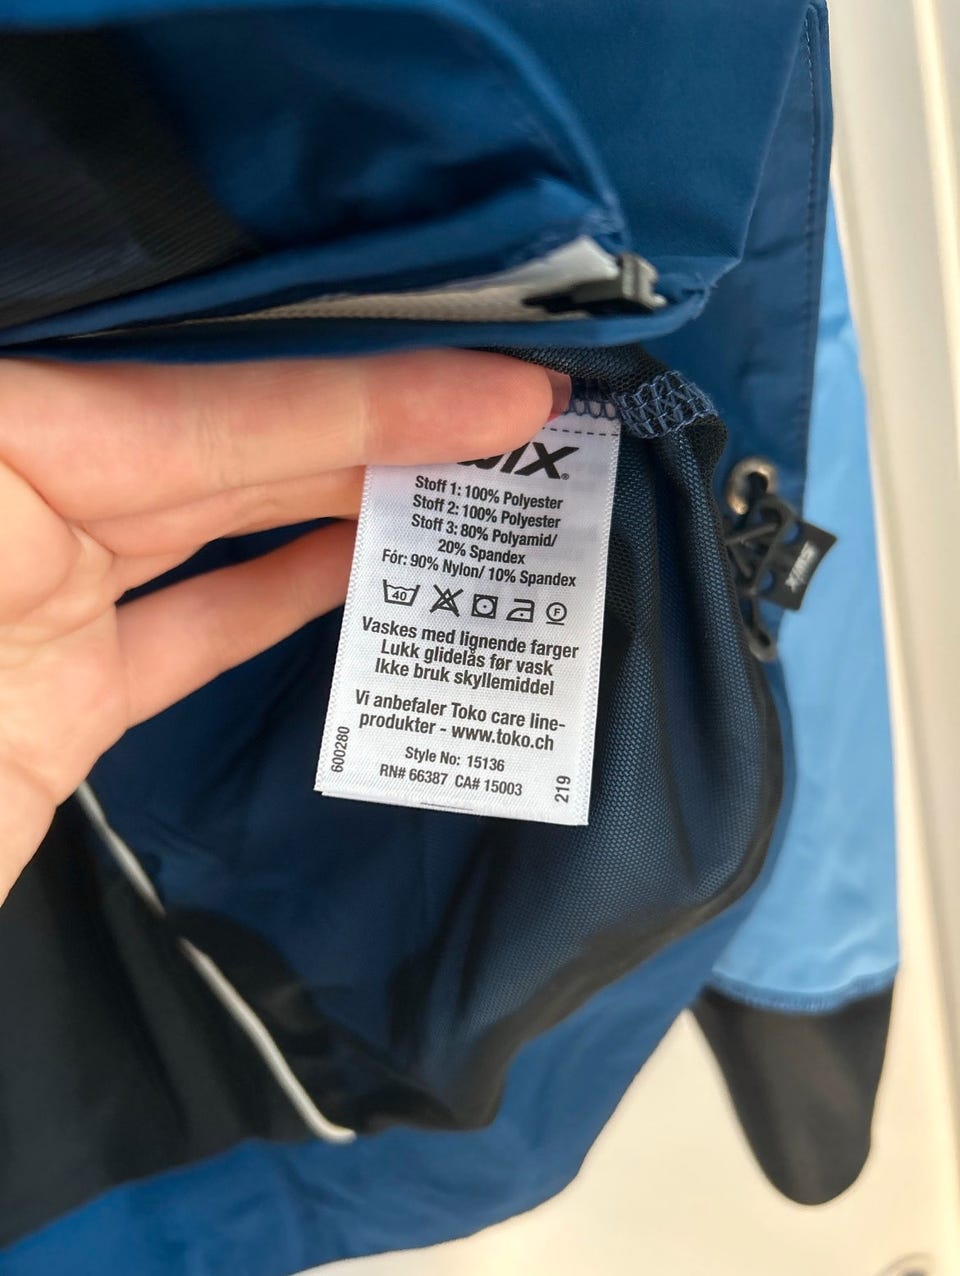 Stoff 1: 100% Polyester
Stoff 2: 100% Polyester
Stoff 3: 80% Polyamid/
20% Spandex
Fór: 90% Nylon/ 10% Spandex
40
F
Vaskes med lignende farger
Lukk glidelås før vask
Ikke bruk skyllemiddel
Vi anbefaler Toko care line-
produkter - www.toko.ch
Style No: 15136
RN# 66387 CA# 15003
600280
219